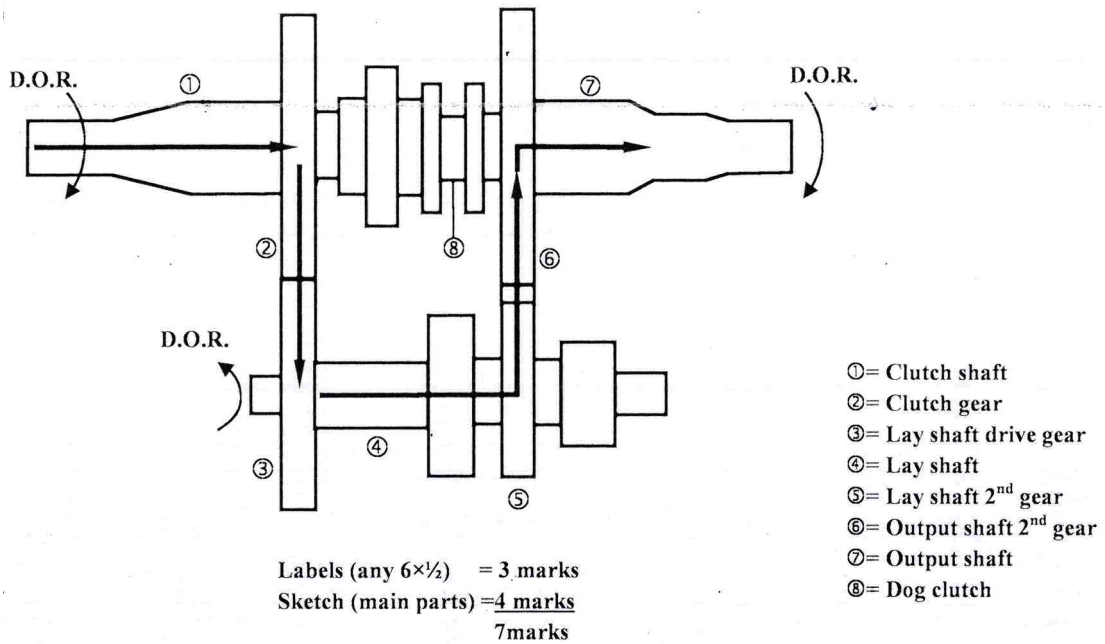 D.O.R.
①
⑦
D.O.R.
②
⑧
⑥
D.O.R.
④
③
⑤
①= Clutch shaft
②= Clutch gear
③= Lay shaft drive gear
④= Lay shaft
⑤= Lay shaft 2nd gear
⑥= Output shaft 2nd gear
⑦= Output shaft
⑧= Dog clutch
Labels (any 6×½) = 3 marks
Sketch (main parts) = 4 marks
7marks